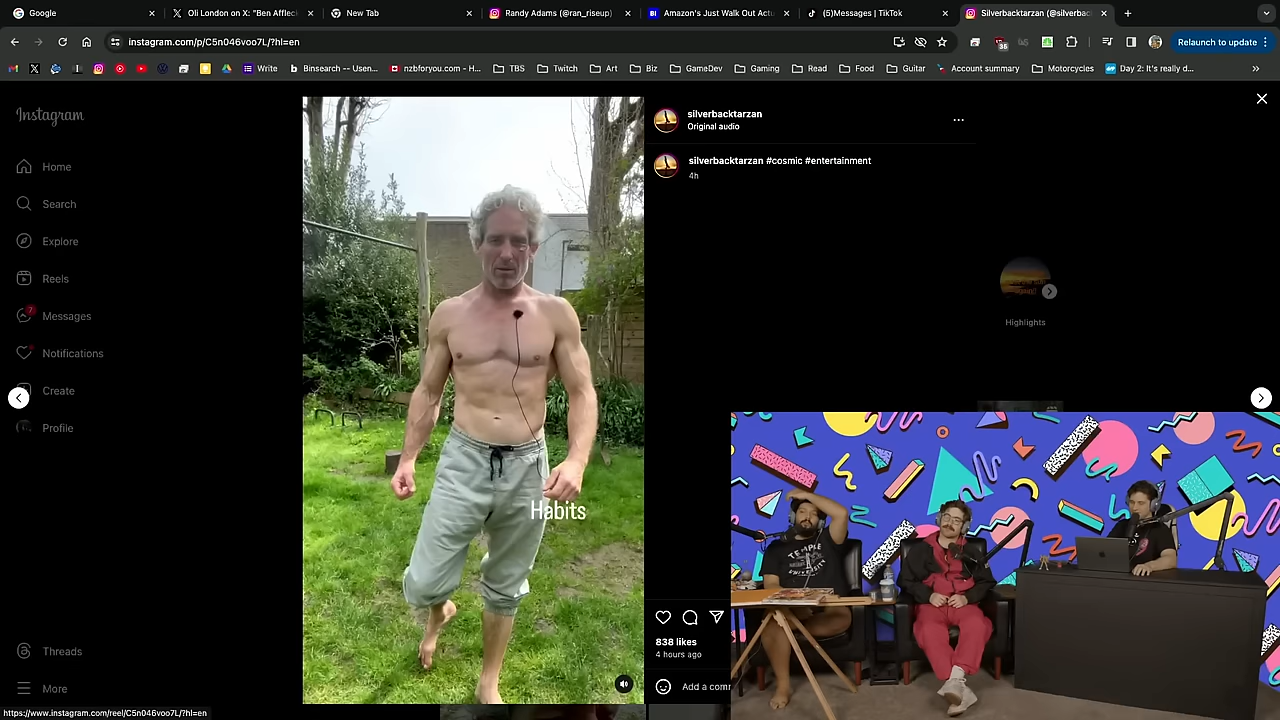 Google
Oli London on X: "Ben Affleck
New Tab
Randy Adams (@ran_riseup)
Amazon's Just Walk Out Actu
(5)Messages | TikTok
Silverbacktarzan (@silverbac
instagram.com/p/C5n046voo7L/?hl=en
Relaunch to update
Write
Binsearch -- Usen...
nzbforyou.com - H...
TBS
Twitch
Art
Biz
GameDev
Gaming
Read
Food
Guitar
Account summary
Motorcycles
Day 2: It's really d...
Instagram
Home
Search
Explore
Reels
7
Messages
Notifications
Create
Profile
Threads
More
Habits
silverbacktarzan
Original audio
silverbacktarzan #cosmic #entertainment
4h
Highlights
838 likes
4 hours ago
Add a com
TEMPLE
UNIVERSITY
https://www.instagram.com/reel/C5n046voo7L/?hl=en